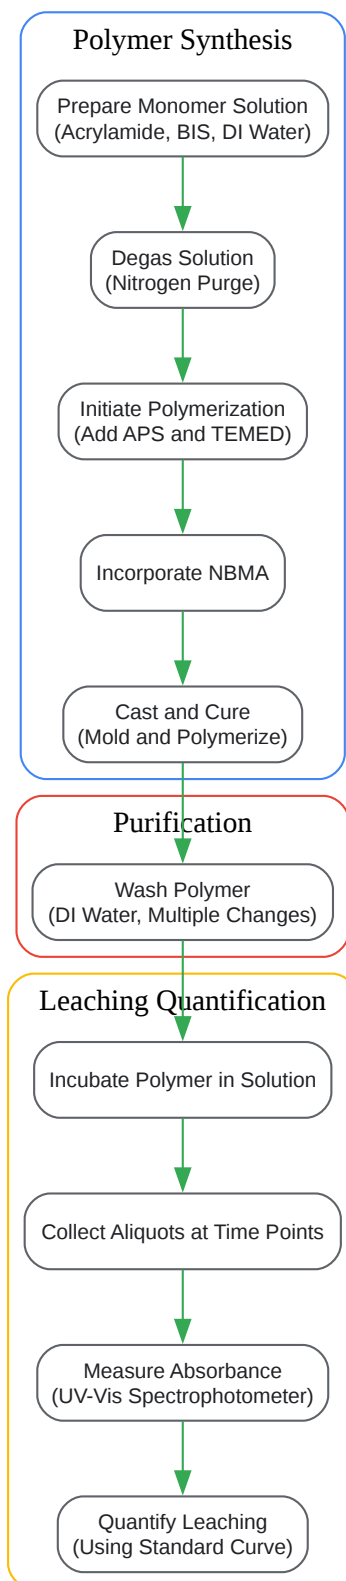 Polymer Synthesis
Prepare Monomer Solution
(Acrylamide, BIS, DI Water)
Degas Solution
(Nitrogen Purge)
Initiate Polymerization
(Add APS and TEMED)
Incorporate NBMA
Cast and Cure
(Mold and Polymerize)
Purification
Wash Polymer
(DI Water, Multiple Changes)
Leaching Quantification
Incubate Polymer in Solution
Collect Aliquots at Time Points
Measure Absorbance
(UV-Vis Spectrophotometer)
Quantify Leaching
(Using Standard Curve)